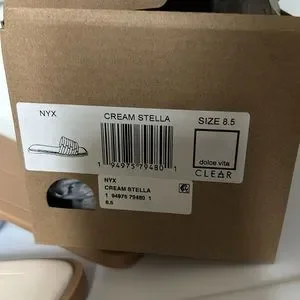 NYX
CREAM STELLA
SIZE 8.5
1 94975 79480 1
dolce vita
CLEAR
NYX
CREAM STELLA
1 94975 79480 1
8.5